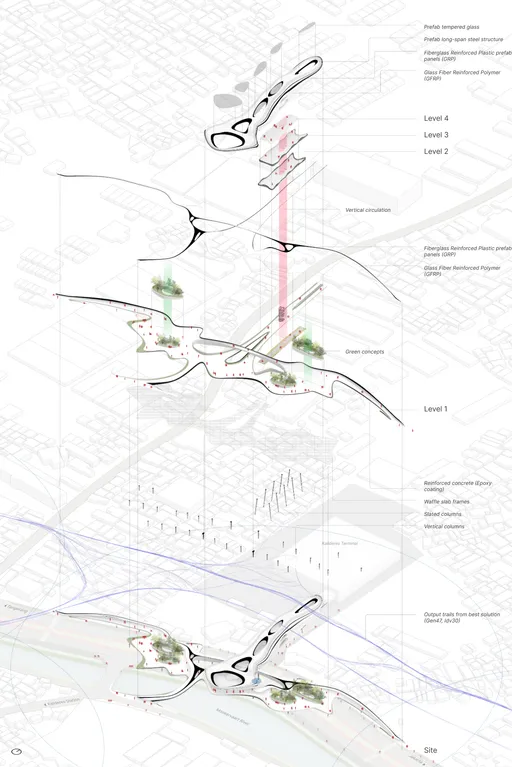 Prefab tempered glass
Prefab long-span steel structure
Fiberglass Reinforced Plastic prefab
panels (GRP)
Glass Fiber Reinforced Polymer
(GFRP)
Level 4
Level 3
Level 2
Vertical circulation
Fiberglass Reinforced Plastic prefab
panels (GRP)
Glass Fiber Reinforced Polymer
(GFRP)
Green concepts
Level 1
Reinforced concrete (Epoxy
coating)
Waffle slab frames
Slated columns
Vertical columns
Terminal
Output trails from best solution
(Gen47, Idv30)
Site